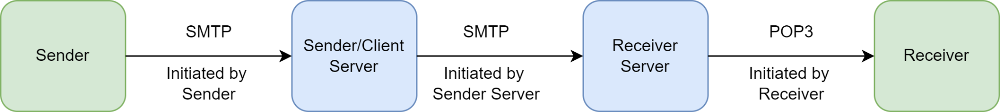 Sender
SMTP
Initiated by
Sender
Sender/Client
Server
SMTP
Initiated by
Sender Server
Receiver
Server
POP3
Initiated by
Receiver
Receiver